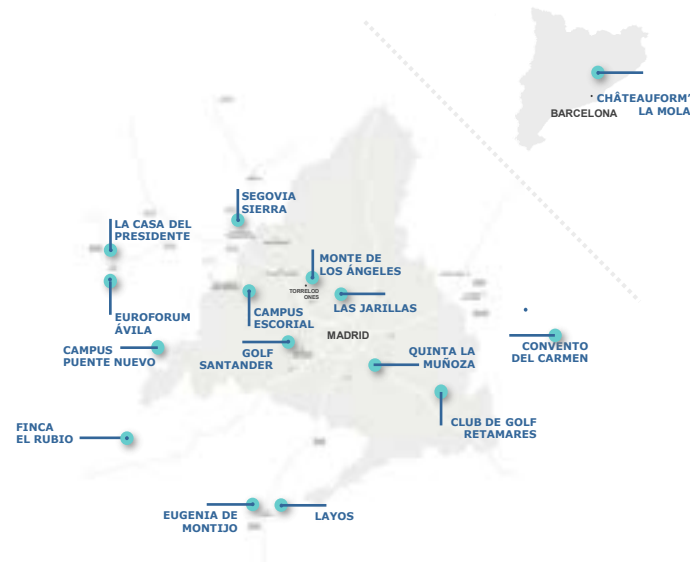 CHÂTEAUFORM'
LA MOLA
BARCELONA
SEGOVIA
SIERRA
LA CASA DEL
PRESIDENTE
MONTE DE
LOS ÁNGELES
TORRELOD
ONES
LAS JARILLAS
EUROFORUM
ÁVILA
CAMPUS
ESCORIAL
MADRID
CAMPUS
PUENTE NUEVO
GOLF
SANTANDER
QUINTA LA
MUÑOZA
CONVENTO
DEL CARMEN
CLUB DE GOLF
RETAMARES
FINCA
EL RUBIO
EUGENIA DE
MONTIJO
LAYOS